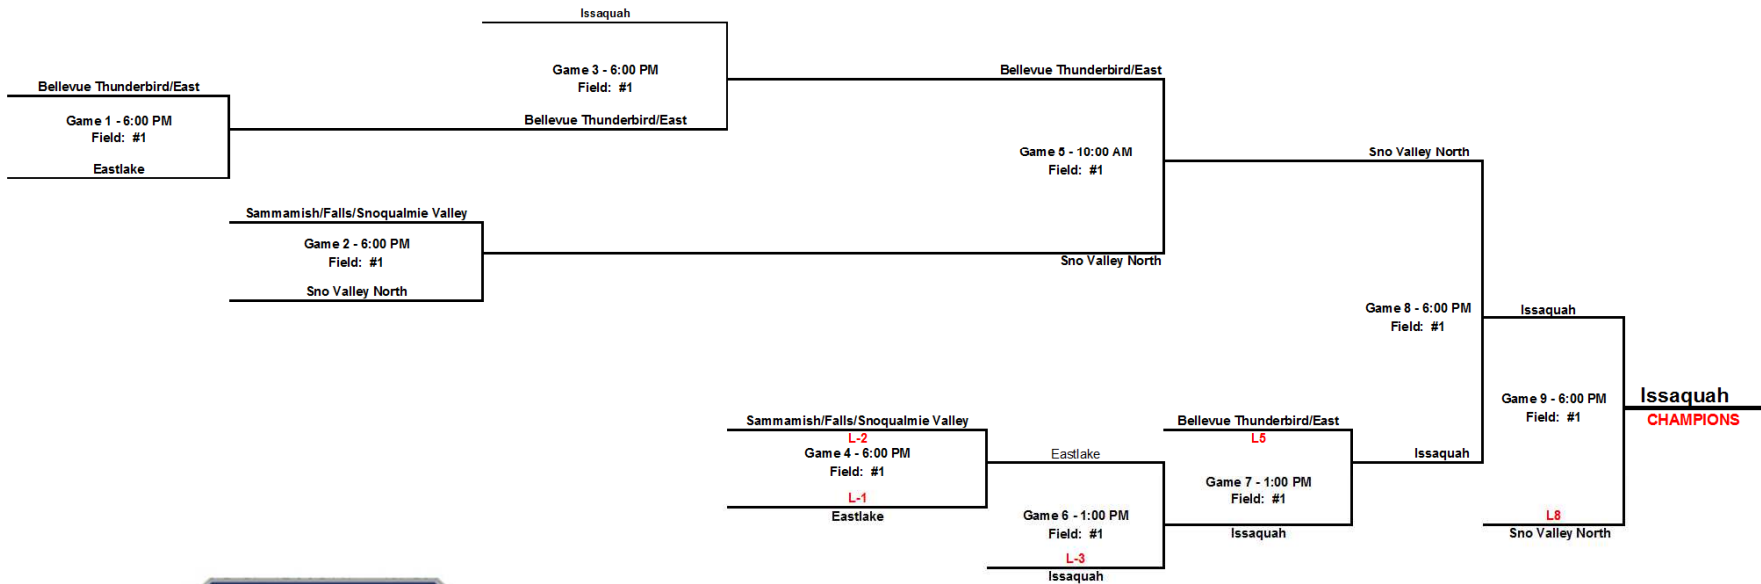 Issaquah
Game 3 - 6:00 PM
Field: #1
Bellevue Thunderbird/East
Bellevue Thunderbird/East
Game 1 - 6:00 PM
Field: #1
Eastlake
Bellevue Thunderbird/East
Game 5 - 10:00 AM
Field: #1
Sno Valley North
Sammamish/Falls/Snoqualmie Valley
Game 2 - 6:00 PM
Field: #1
Sno Valley North
Sno Valley North
Game 8 - 6:00 PM
Field: #1
Issaquah
Sammamish/Falls/Snoqualmie Valley
L-2
Game 4 - 6:00 PM
Field: #1
L-1
Eastlake
Eastlake
Game 6 - 1:00 PM
Field: #1
L-3
Issaquah
Bellevue Thunderbird/East
L5
Game 7 - 1:00 PM
Field: #1
Issaquah
Issaquah
Game 9 - 6:00 PM
Field: #1
L8
Sno Valley North
Issaquah
CHAMPIONS